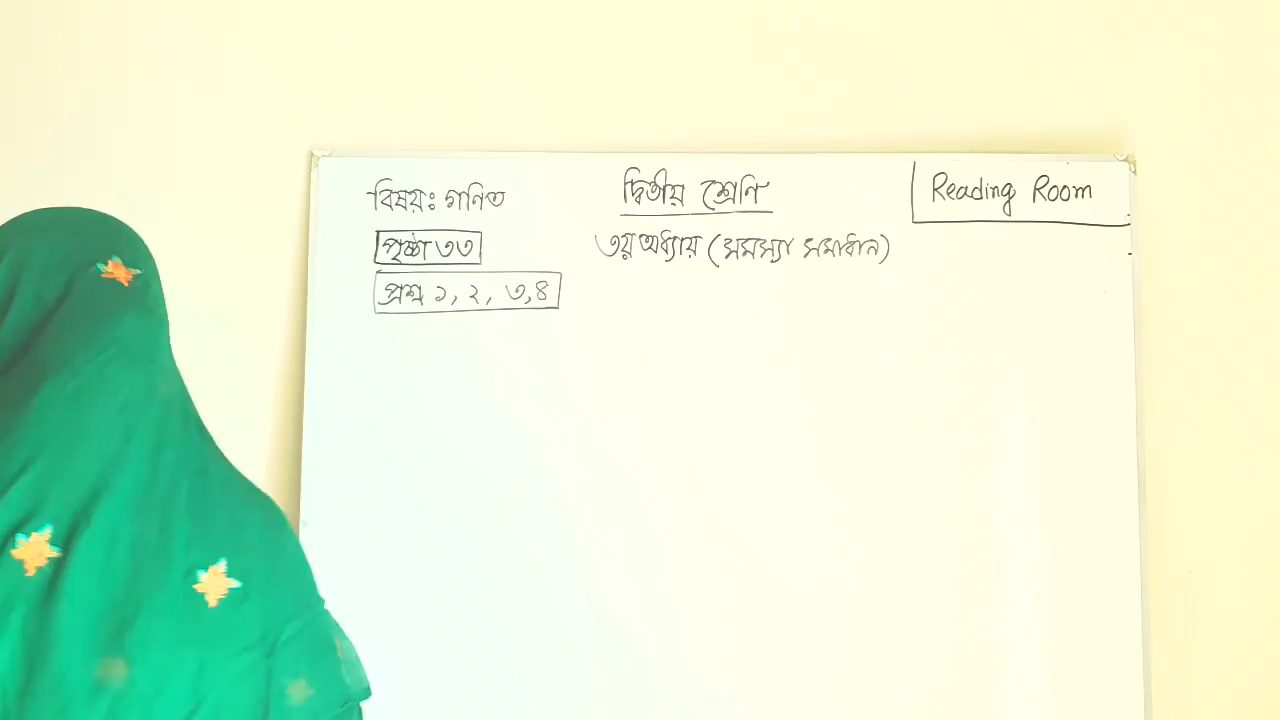 বিষয়ঃ গনিত
দ্বিতীয় শ্রেণি
Reading Room
পৃষ্ঠা ৩৩
৩য় অধ্যায় (সমস্যা সমাধান)
প্রশ্ন ১, ২, ৩,৪